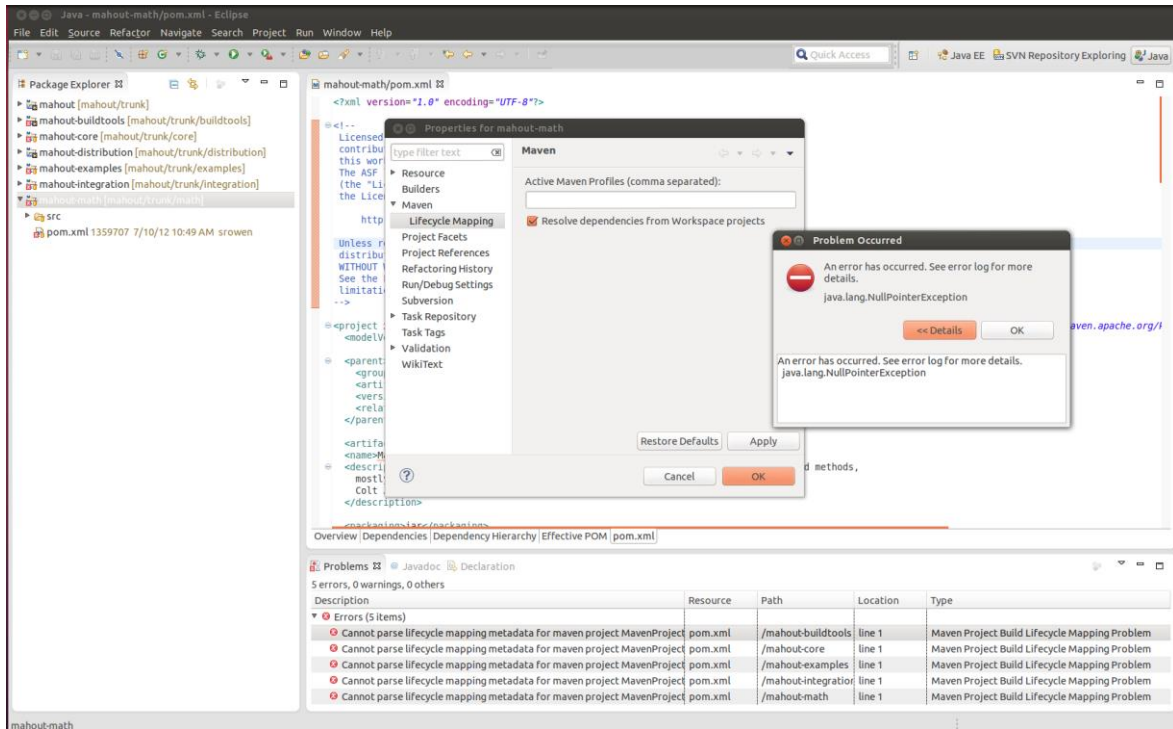 Java - mahout-math/pom.xml - Eclipse
File Edit Source Refactor Navigate Search Project Run Window Help
Quick Access Java EE SVN Repository Exploring Java
Package Explorer
mahout [mahout/trunk]
mahout-buildtools [mahout/trunk/buildtools]
mahout-core [mahout/trunk/core]
mahout-distribution [mahout/trunk/distribution]
mahout-examples [mahout/trunk/examples]
mahout-integration [mahout/trunk/integration]
mahout-math [mahout/trunk/math]
src
pom.xml 1359707 7/10/12 10:49 AM srowen
mahout-math/pom.xml
<?xml version="1.0" encoding="UTF-8"?>
<!--
Licensed
contribu
this wor
The ASF
(the "Li
the Licen
http
Unless r
distribu
WITHOUT
See the
limitati
-->
<project
<modelV
<parent
<grou
<arti
<vers
<rela
</paren
<artifa
<name>M
<descri
mostl
Colt
</description>
<packaging>jar</packaging>
aven.apache.org/
d methods,
Properties for mahout-math
type filter text
Resource
Builders
Maven
Lifecycle Mapping
Project Facets
Project References
Refactoring History
Run/Debug Settings
Subversion
Task Repository
Task Tags
Validation
WikiText
Maven
Active Maven Profiles (comma separated):
Resolve dependencies from Workspace projects
Restore Defaults Apply
Cancel OK
Problem Occurred
An error has occurred. See error log for more
details.
java.lang.NullPointerException
<< Details OK
An error has occurred. See error log for more details.
java.lang.NullPointerException
Overview Dependencies Dependency Hierarchy Effective POM pom.xml
Problems Javadoc Declaration
5 errors, 0 warnings, 0 others
Description Resource Path Location Type
Errors (5 items)
Cannot parse lifecycle mapping metadata for maven project MavenProject pom.xml /mahout-buildtools line 1 Maven Project Build Lifecycle Mapping Problem
Cannot parse lifecycle mapping metadata for maven project MavenProject pom.xml /mahout-core line 1 Maven Project Build Lifecycle Mapping Problem
Cannot parse lifecycle mapping metadata for maven project MavenProject pom.xml /mahout-examples line 1 Maven Project Build Lifecycle Mapping Problem
Cannot parse lifecycle mapping metadata for maven project MavenProject pom.xml /mahout-integration line 1 Maven Project Build Lifecycle Mapping Problem
Cannot parse lifecycle mapping metadata for maven project MavenProject pom.xml /mahout-math line 1 Maven Project Build Lifecycle Mapping Problem
mahout-math